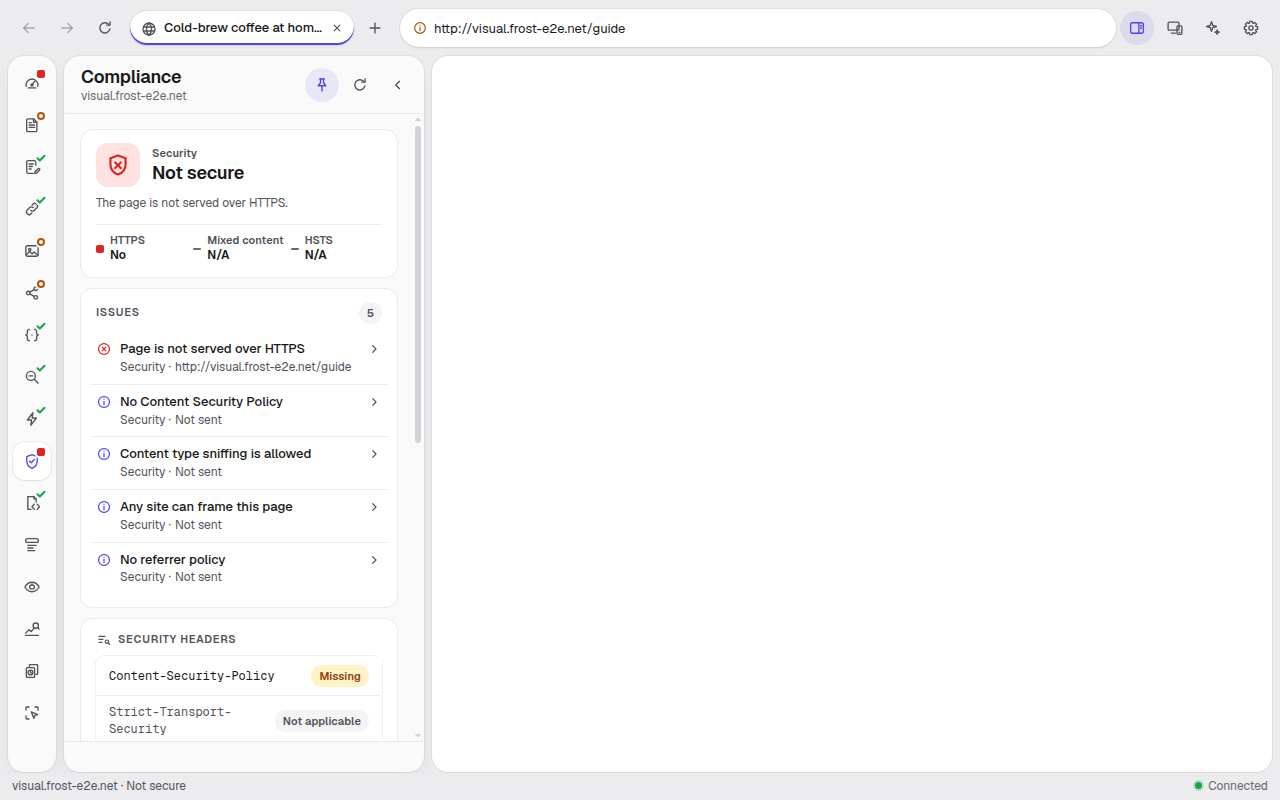 Cold-brew coffee at hom...
http://visual.frost-e2e.net/guide
Compliance
visual.frost-e2e.net
Security
Not secure
The page is not served over HTTPS.
HTTPS
No
Mixed content
N/A
HSTS
N/A
ISSUES
5
Page is not served over HTTPS
Security · http://visual.frost-e2e.net/guide
No Content Security Policy
Security · Not sent
Content type sniffing is allowed
Security · Not sent
Any site can frame this page
Security · Not sent
No referrer policy
Security · Not sent
SECURITY HEADERS
Content-Security-Policy
Missing
Strict-Transport-
Security
Not applicable
visual.frost-e2e.net · Not secure
Connected